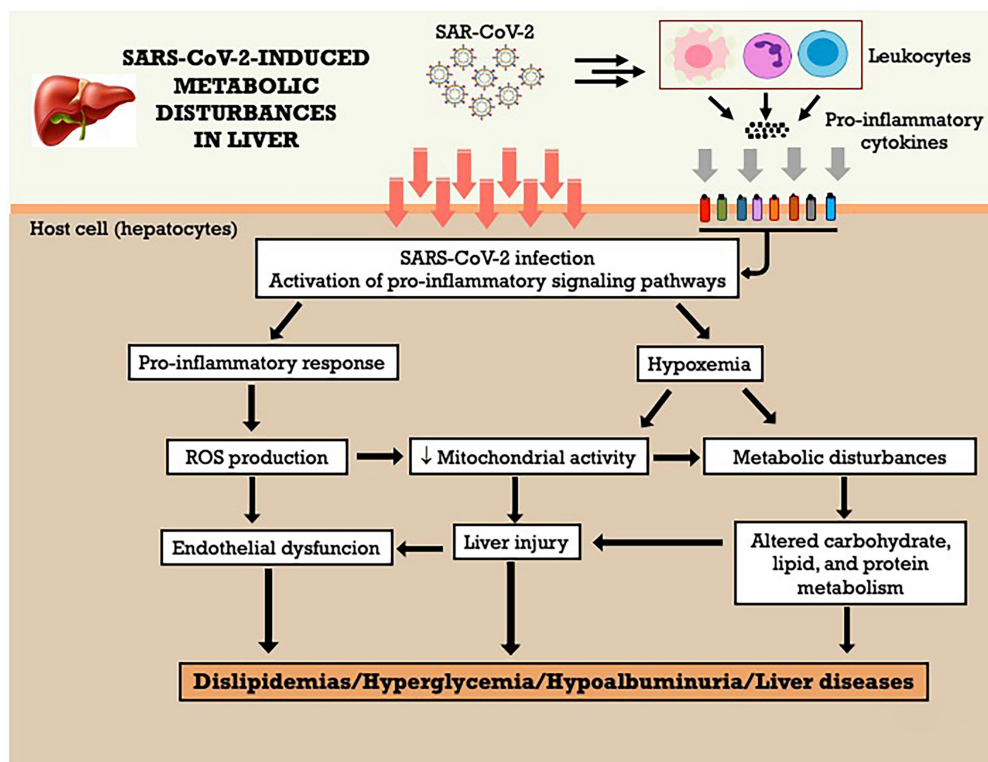 SARS-CoV-2-INDUCED
METABOLIC
DISTURBANCES
IN LIVER
SAR-CoV-2
Leukocytes
Pro-inflammatory
cytokines
Host cell (hepatocytes)
SARS-CoV-2 infection
Activation of pro-inflammatory signaling pathways
Pro-inflammatory response
Hypoxemia
ROS production
↓ Mitochondrial activity
Metabolic disturbances
Endothelial dysfuncion
Liver injury
Altered carbohydrate,
lipid, and protein
metabolism
Dislipidemias/Hyperglycemia/Hypoalbuminuria/Liver diseases